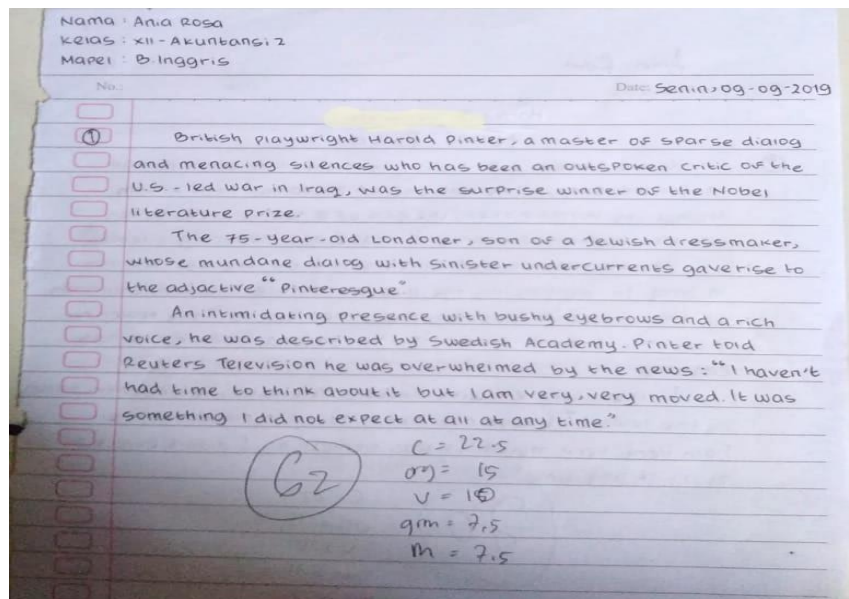 Nama : Ania Rosa
Kelas : XII - Akuntansi 2
Mapel : B. Inggris
No.: Date: Senin, 09-09-2019
① British playwright Harold Pinter, a master of sparse dialog
and menacing silences who has been an outspoken critic of the
U.S. - led war in Iraq, was the surprise winner of the Nobel
literature prize.
The 75-year-old Londoner, son of a Jewish dressmaker,
whose mundane dialog with sinister undercurrents gave rise to
the adjactive "Pinteresque"
An intimidating presence with bushy eyebrows and a rich
voice, he was described by Swedish Academy. Pinter told
Reuters Television he was overwhelmed by the news : "I haven't
had time to think about it but I am very, very moved. It was
something I did not expect at all at any time."
62
C = 22.5
org = 15
V = 10
grm = 7,5
m = 7.5